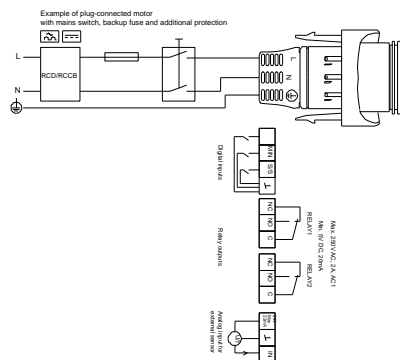 Example of plug-connected motor
with mains switch, backup fuse and additional protection
L
RCD/RCCB
N
L
N
Digital inputs
MIN
S/S
Relay outputs
NC
NO
C
RELAY1
NC
NO
C
RELAY2
Max. 250V AC, 2A, AC1
Min. 5V DC, 20mA
Analog input for
external sensor
IN